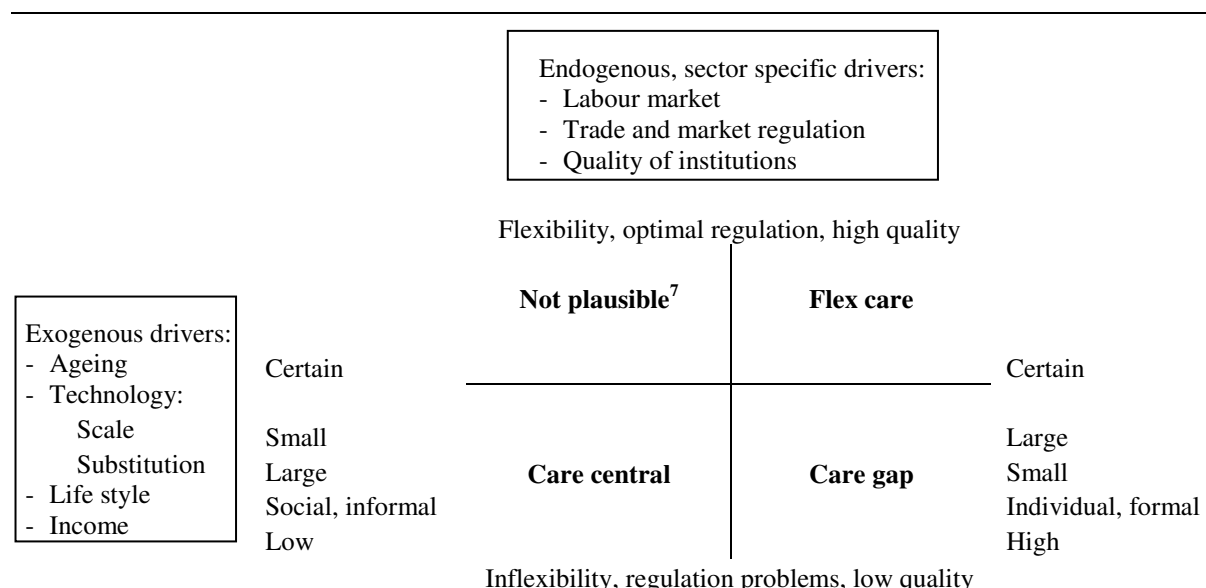 Endogenous, sector specific drivers:
- Labour market
- Trade and market regulation
- Quality of institutions
Flexibility, optimal regulation, high quality
Not plausible7 Flex care
Exogenous drivers:
- Ageing Certain Certain
- Technology:
Scale Small Large
Substitution Large Care central Care gap Small
- Life style Social, informal Individual, formal
- Income Low High
Inflexibility, regulation problems, low quality